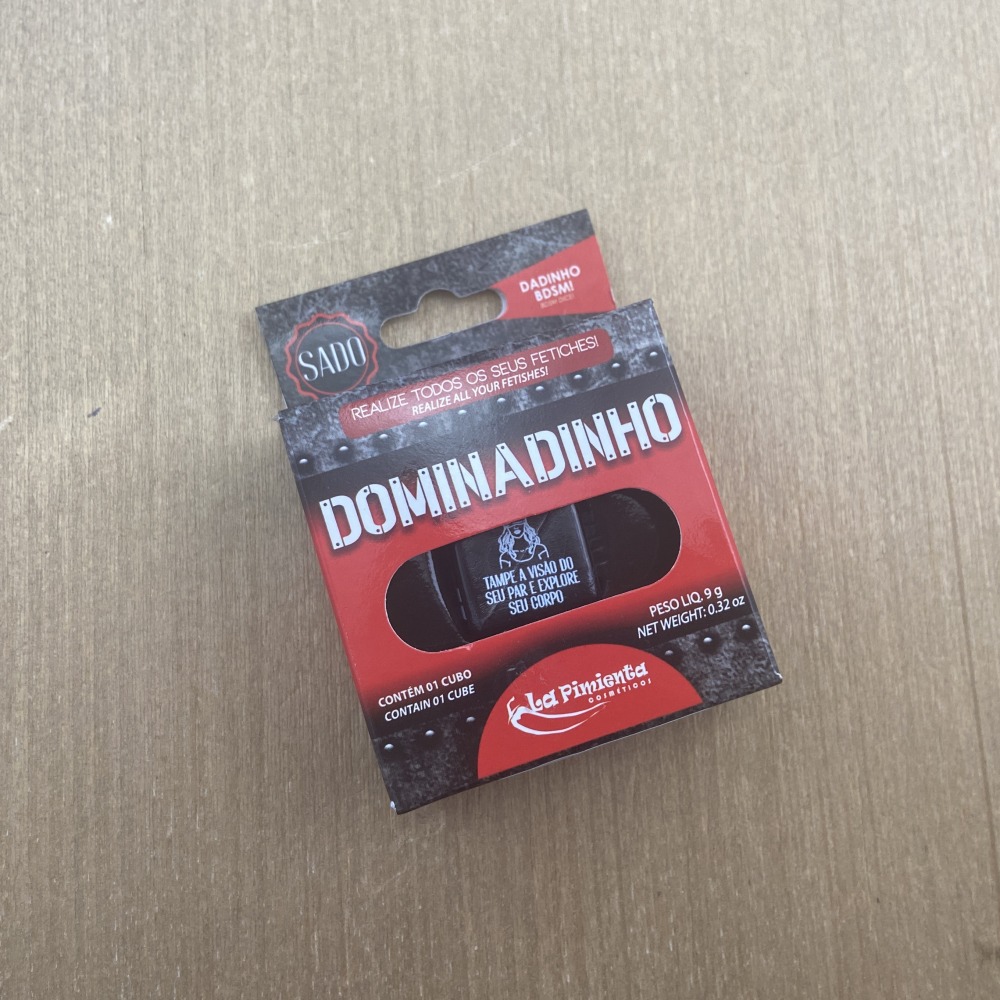 DADINHO
BDSM!
BDSM DICE!
SADO
REALIZE TODOS OS SEUS FETICHES!
REALIZE ALL YOUR FETISHES!
DOMINADINHO
TAMPE A VISÃO DO
SEU PAR E EXPLORE
SEU CORPO
PESO LIQ. 9 g
NET WEIGHT: 0.32 oz
CONTÉM 01 CUBO
CONTAIN 01 CUBE
La Pimienta
COSMÉTICOS